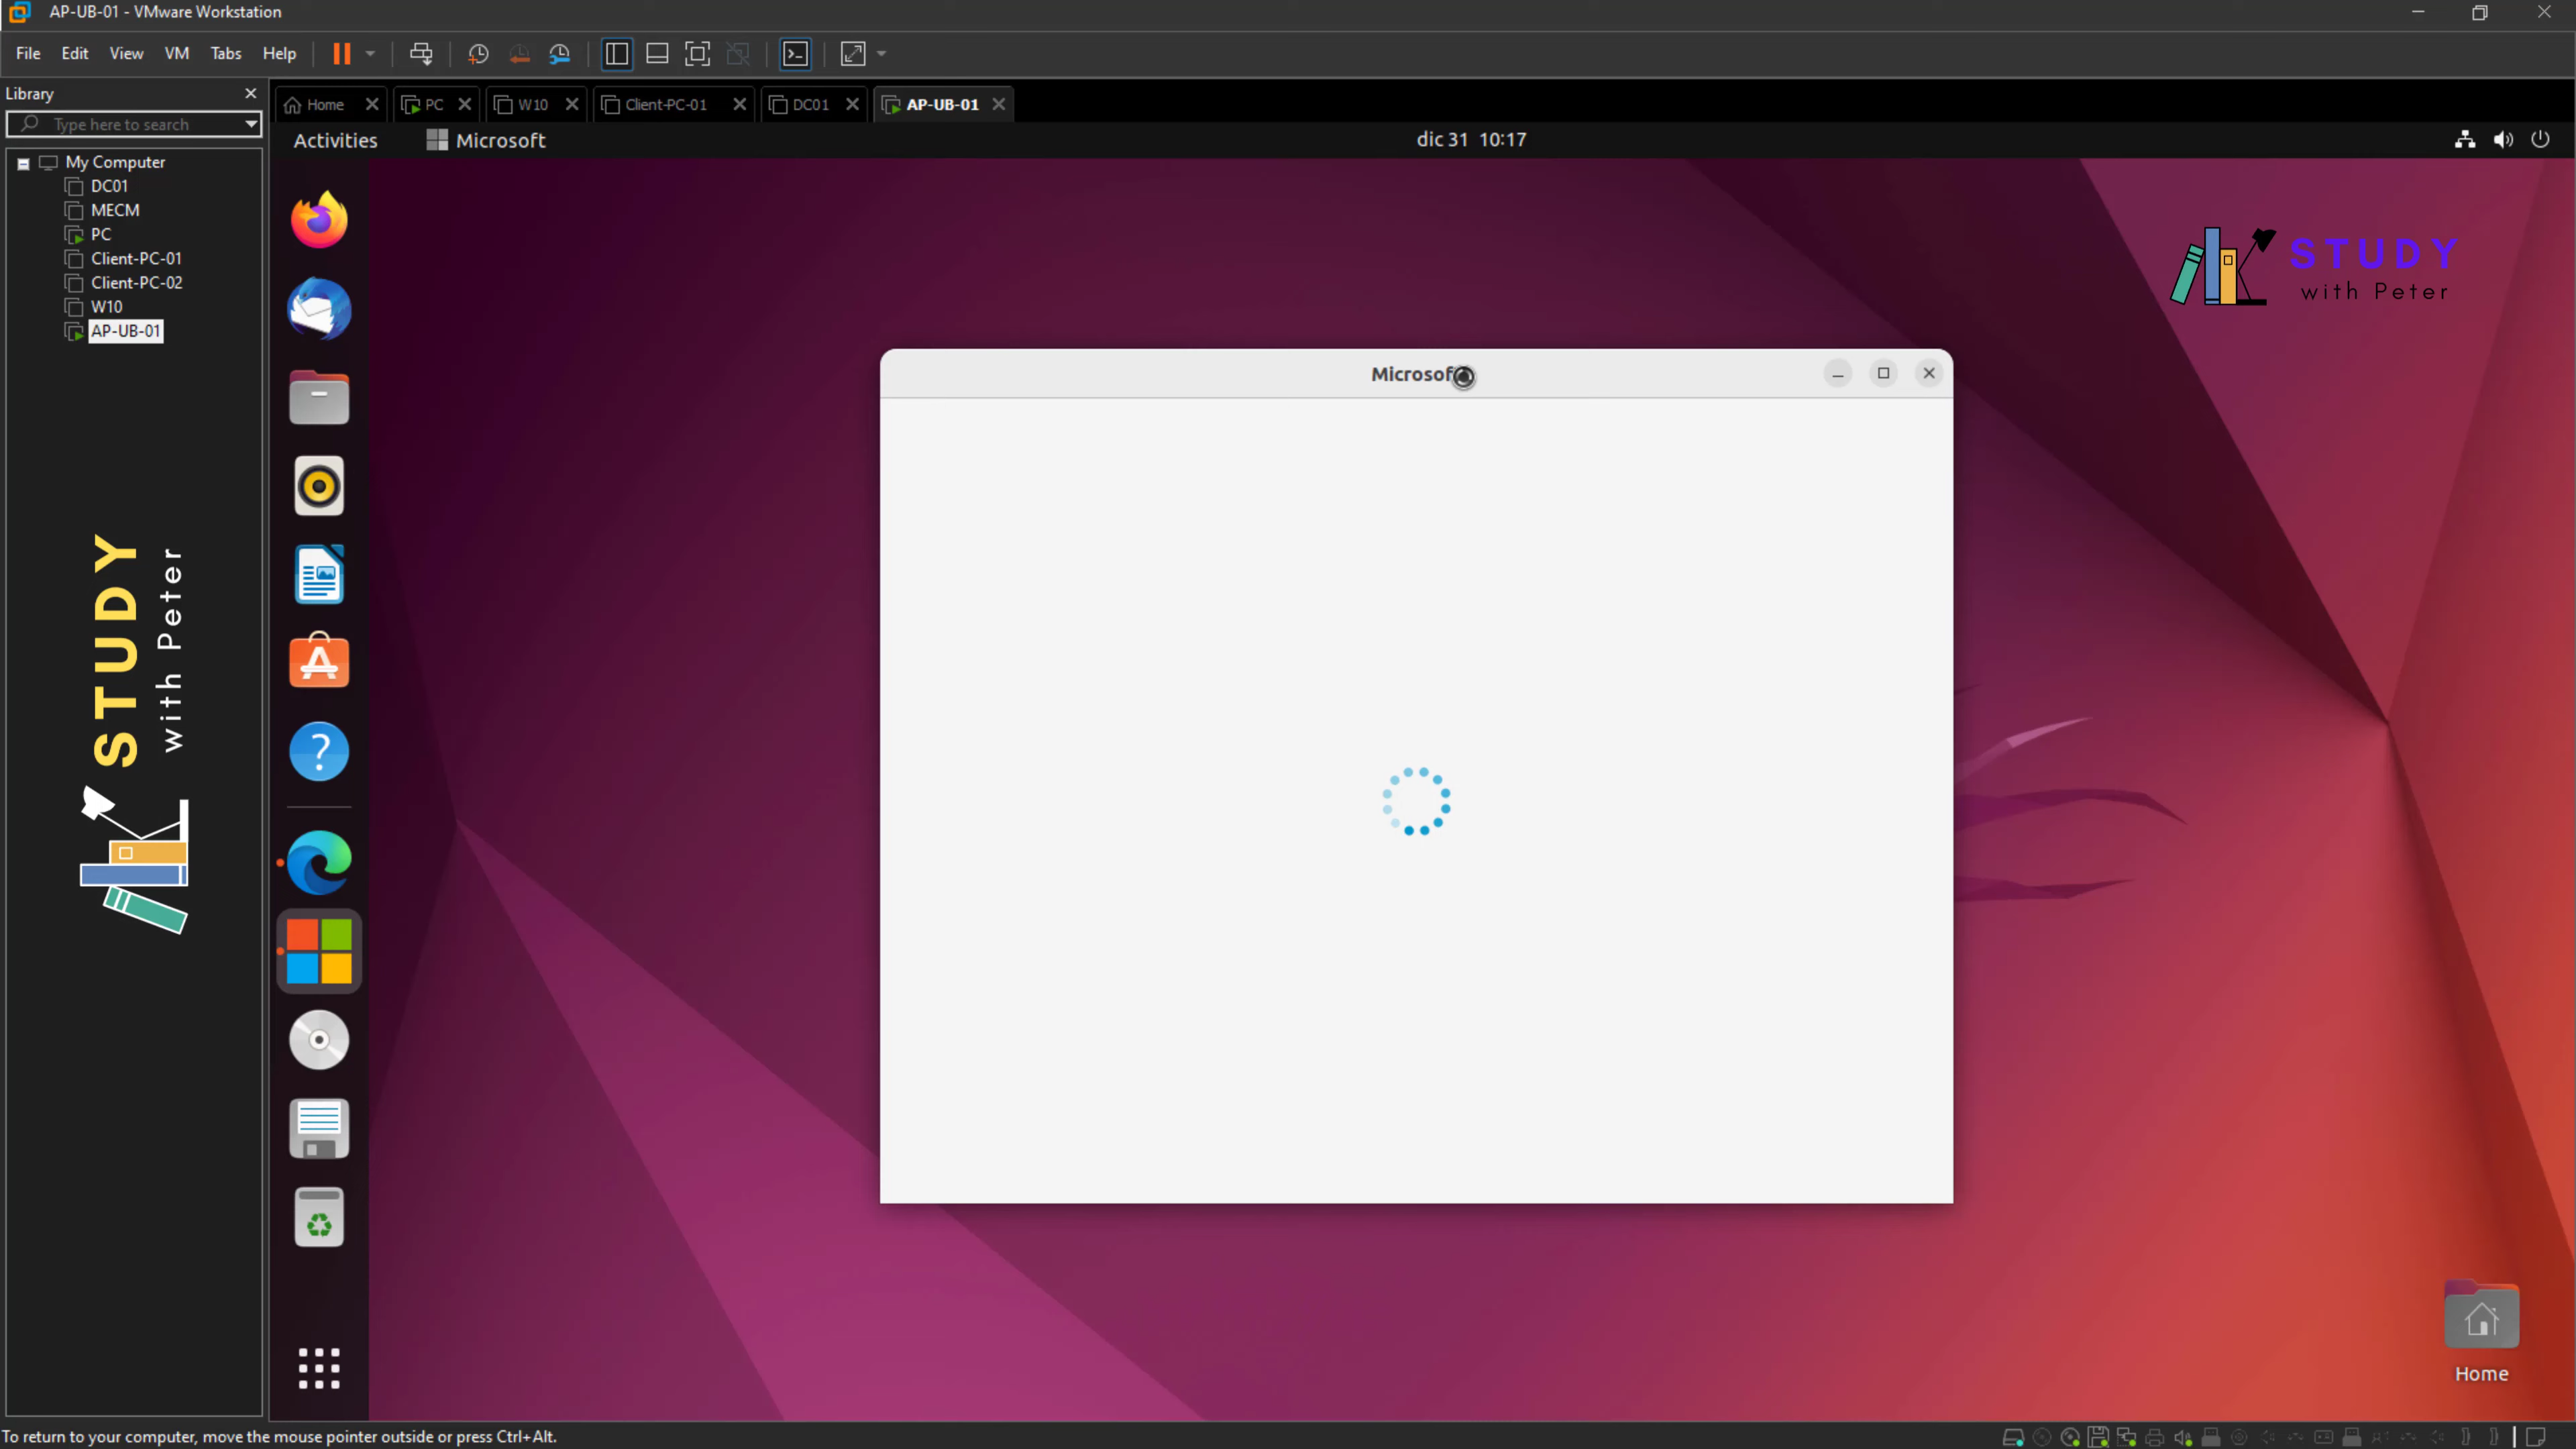 AP-UB-01 - VMware Workstation
File Edit View VM Tabs Help
Library
Type here to search
My Computer
DC01
MECM
PC
Client-PC-01
Client-PC-02
W10
AP-UB-01
STUDY
with Peter
Home PC W10 Client-PC-01 DC01 AP-UB-01
Activities Microsoft dic 31 10:17
STUDY
with Peter
Microsof
Home
To return to your computer, move the mouse pointer outside or press Ctrl+Alt.